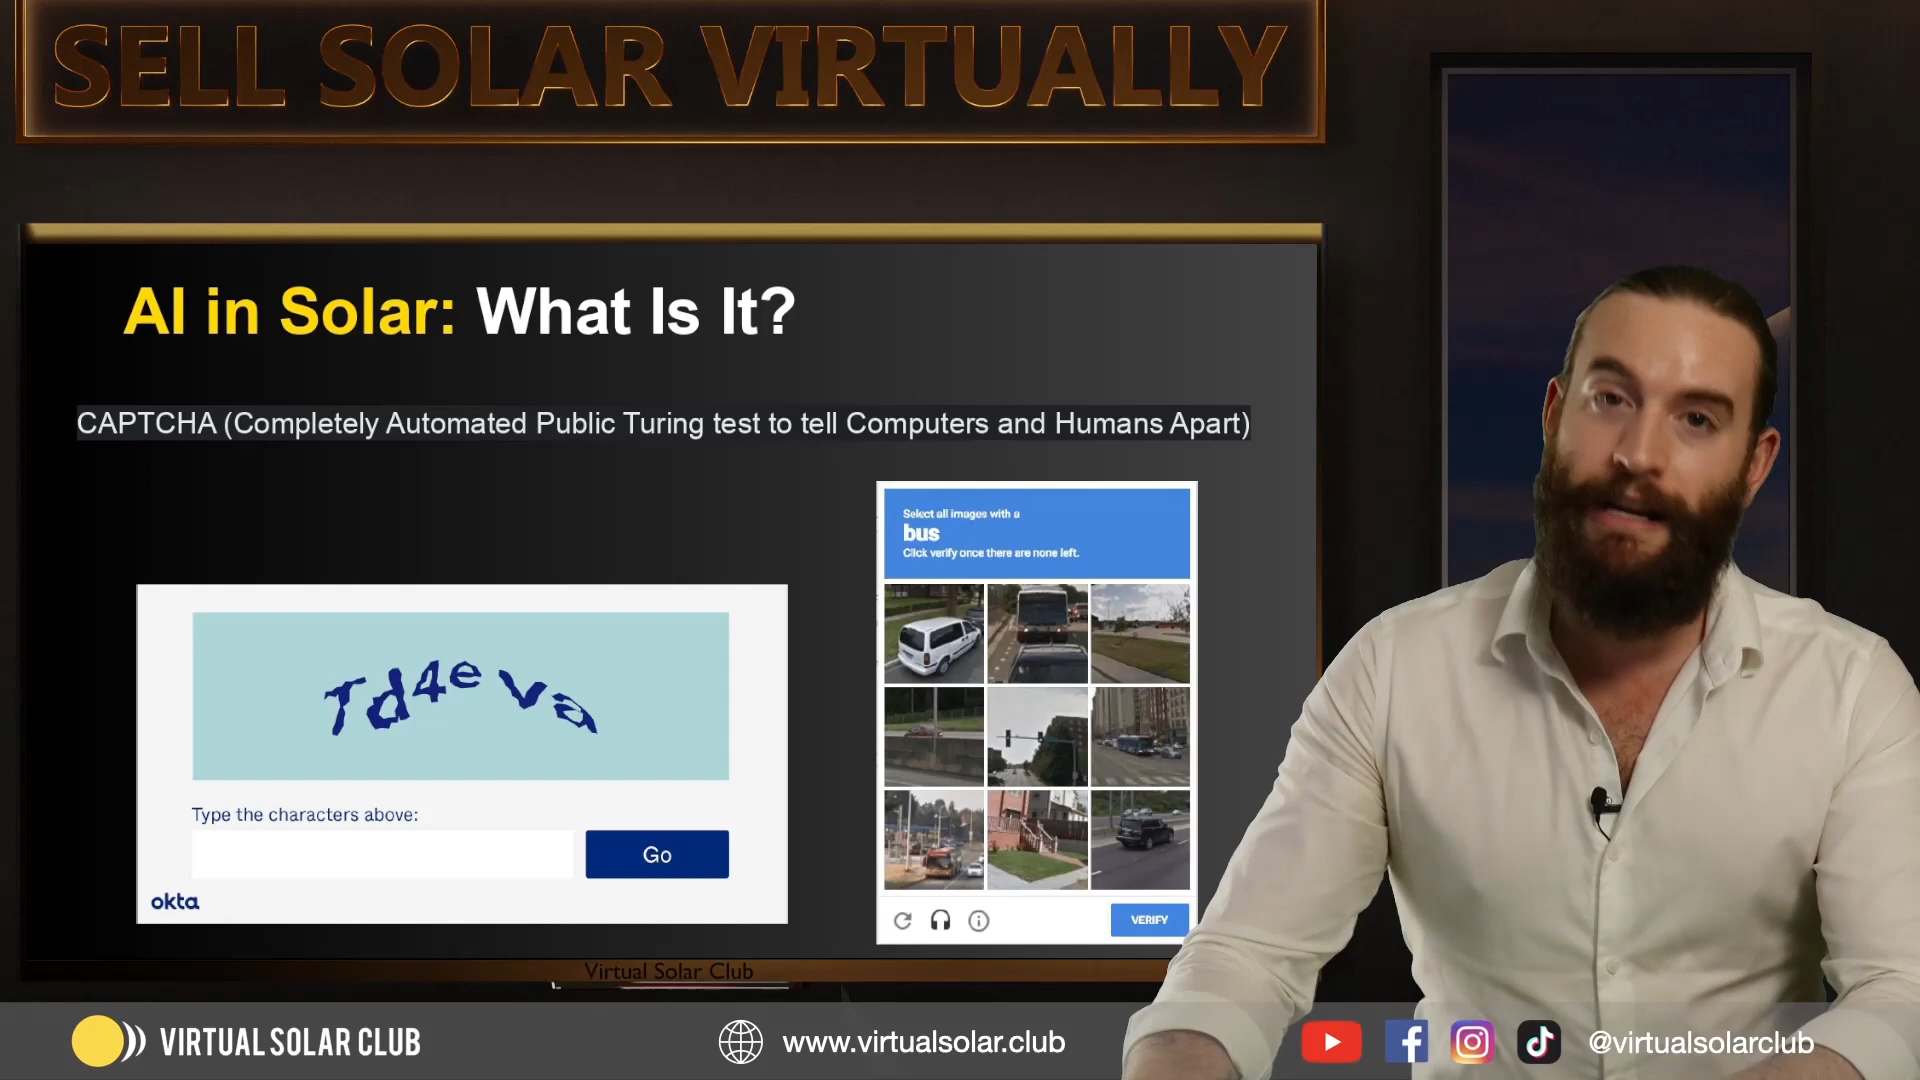 SELL SOLAR VIRTUALLY
AI in Solar: What Is It?
CAPTCHA (Completely Automated Public Turing test to tell Computers and Humans Apart)
Td4eva
Type the characters above:
Go
okta
Select all images with a
bus
Click verify once there are none left.
VERIFY
Virtual Solar Club
VIRTUAL SOLAR CLUB
www.virtualsolar.club
@virtualsolarclub